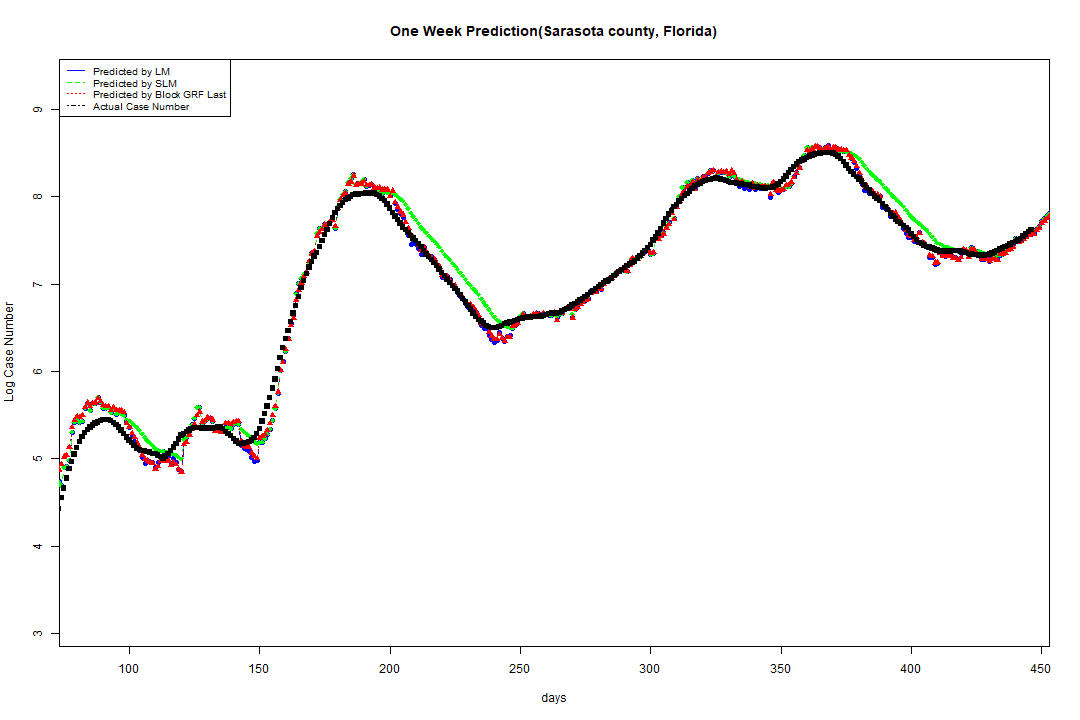 One Week Prediction(Sarasota county, Florida)
Predicted by LM
Predicted by SLM
Predicted by Block GRF Last
Actual Case Number
Log Case Number
9
8
7
6
5
4
3
100 150 200 250 300 350 400 450
days